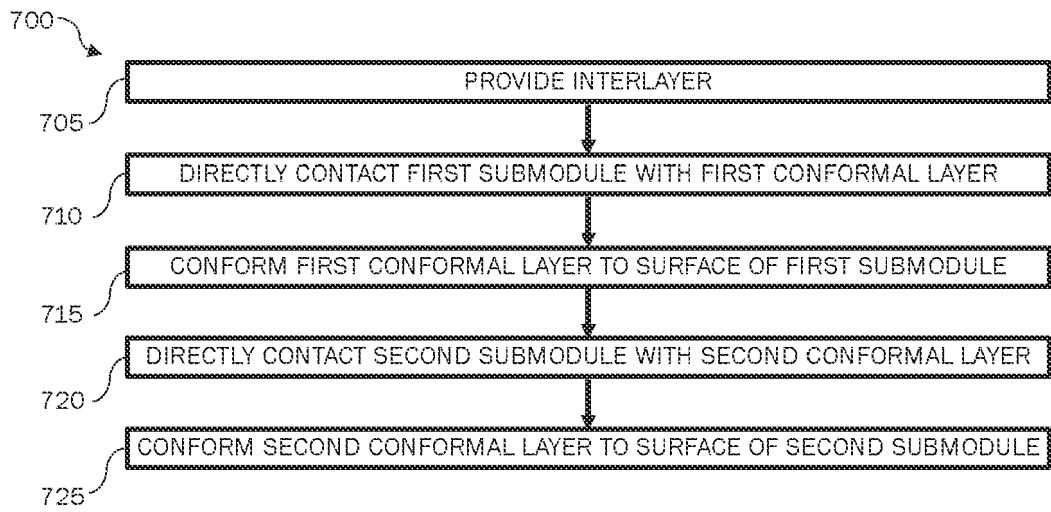 700
PROVIDE INTERLAYER
705
DIRECTLY CONTACT FIRST SUBMODULE WITH FIRST CONFORMAL LAYER
710
CONFORM FIRST CONFORMAL LAYER TO SURFACE OF FIRST SUBMODULE
715
DIRECTLY CONTACT SECOND SUBMODULE WITH SECOND CONFORMAL LAYER
720
CONFORM SECOND CONFORMAL LAYER TO SURFACE OF SECOND SUBMODULE
725